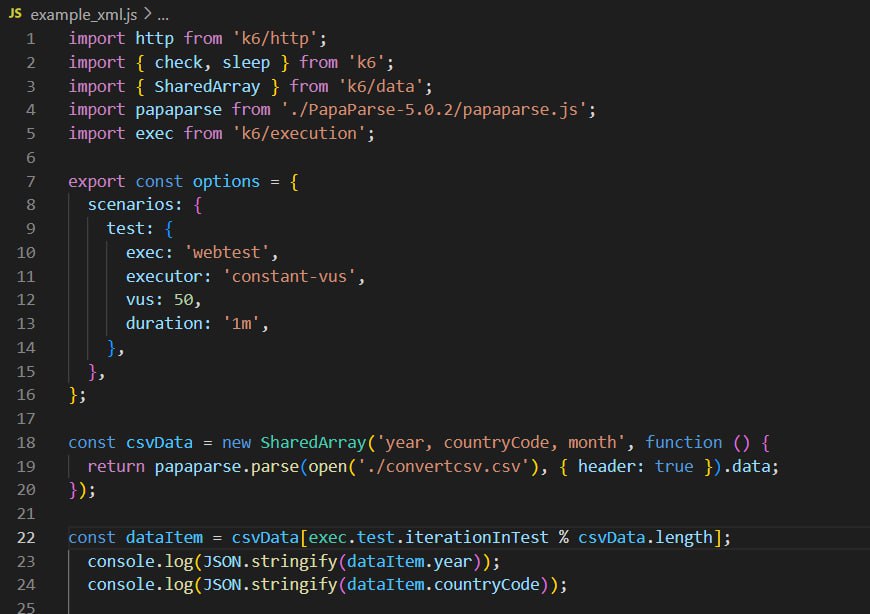 JS example_xml.js > ...
1 import http from 'k6/http';
2 import { check, sleep } from 'k6';
3 import { SharedArray } from 'k6/data';
4 import papaparse from './PapaParse-5.0.2/papaparse.js';
5 import exec from 'k6/execution';
6
7 export const options = {
8   scenarios: {
9     test: {
10       exec: 'webtest',
11       executor: 'constant-vus',
12       vus: 50,
13       duration: '1m',
14     },
15   },
16 };
17
18 const csvData = new SharedArray('year, countryCode, month', function () {
19   return papaparse.parse(open('./convertcsv.csv'), { header: true }).data;
20 });
21
22 const dataItem = csvData[exec.test.iterationInTest % csvData.length];
23   console.log(JSON.stringify(dataItem.year));
24   console.log(JSON.stringify(dataItem.countryCode));
25